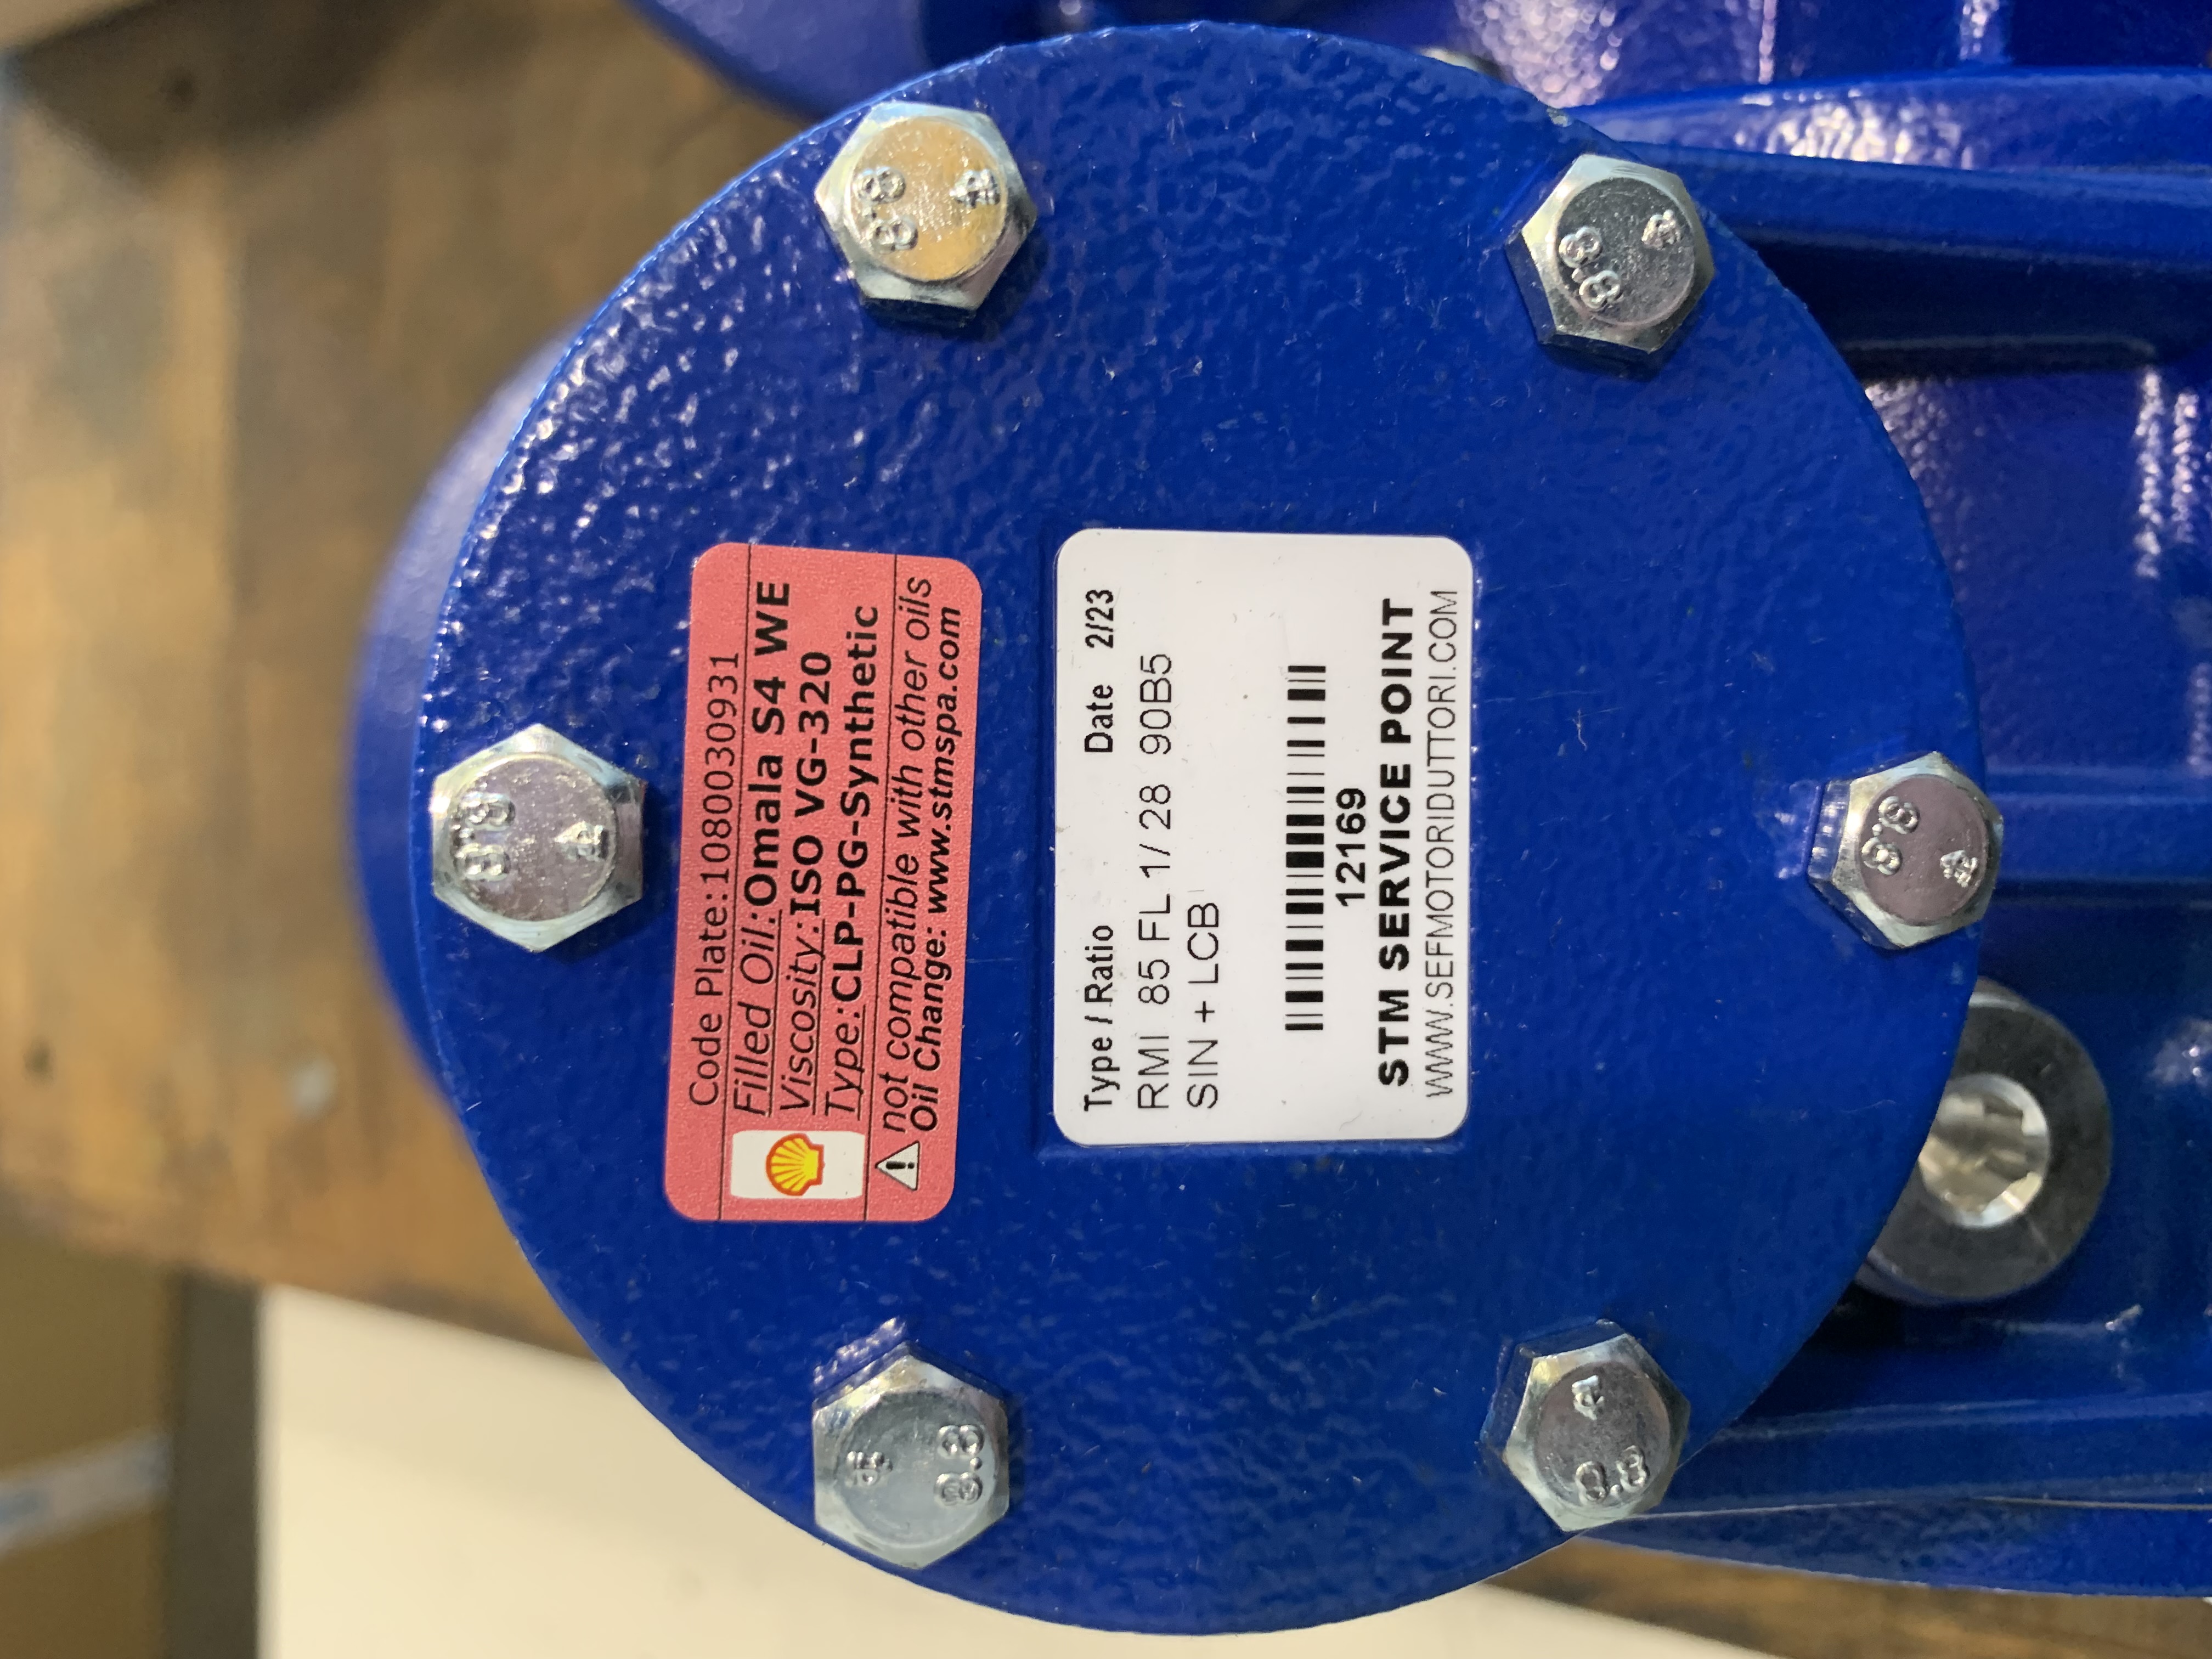 Code Plate:10800300931
Filled Oil:Omala S4 WE
Viscosity:ISO VG-320
Type:CLP-PG-Synthetic
not compatible with other oils
Oil Change: www.stmspa.com
Type / Ratio Date 2/23
RMI 85 FL 1/ 28 90B5
SIN + LCB
12169
STM SERVICE POINT
WWW.SEFMOTORIDUTTORI.COM
8.8
8.8
8.8
8.8
8.8
8.8